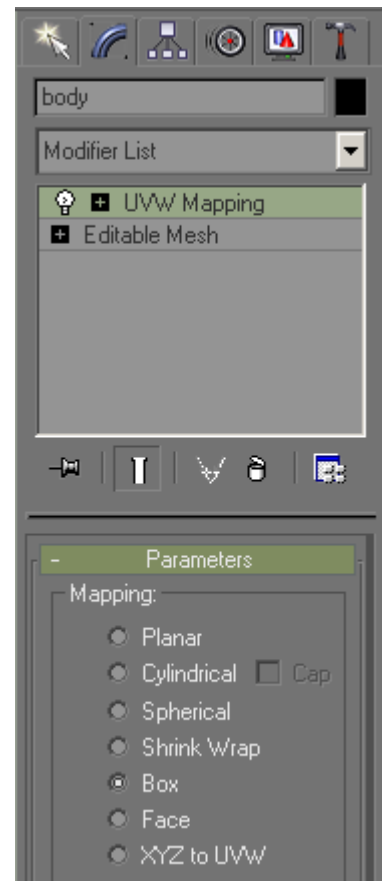 body
Modifier List
UVW Mapping
Editable Mesh
- Parameters
Mapping:
Planar
Cylindrical Cap
Spherical
Shrink Wrap
Box
Face
XYZ to UVW